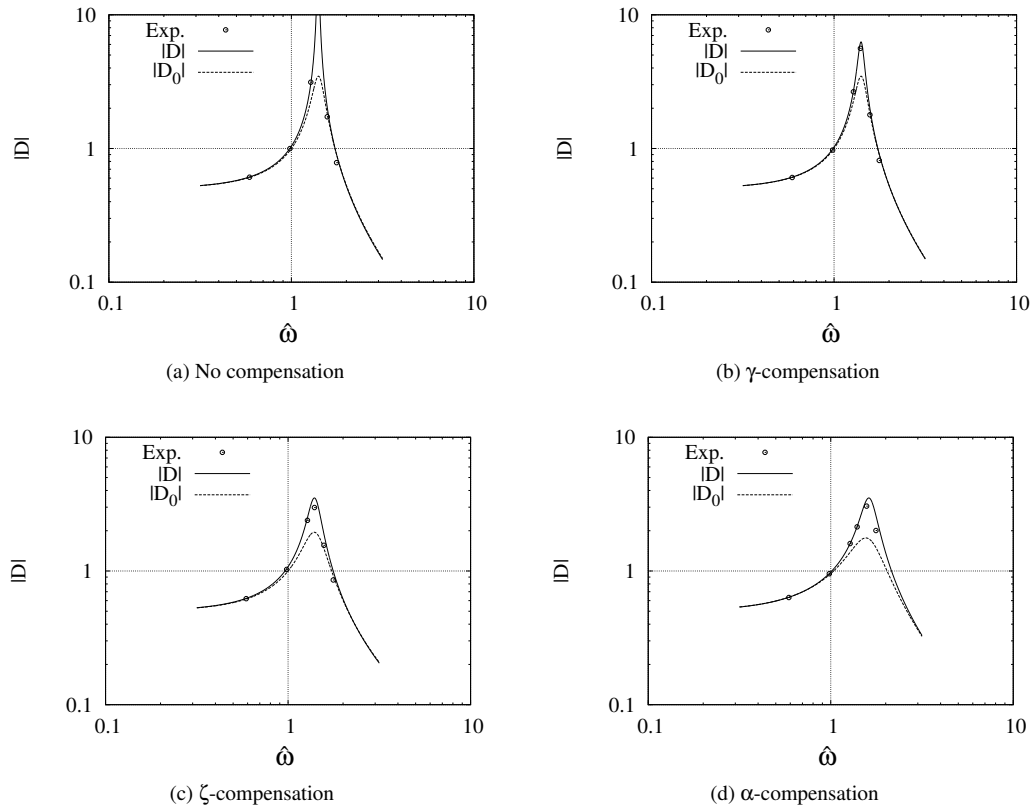 10
1
0.1
|D|
Exp.
|D|
|D₀|
0.1
1
10
ω̂
(a) No compensation
10
1
0.1
|D|
Exp.
|D|
|D₀|
0.1
1
10
ω̂
(b) γ-compensation
10
1
0.1
|D|
Exp.
|D|
|D₀|
0.1
1
10
ω̂
(c) ζ-compensation
10
1
0.1
|D|
Exp.
|D|
|D₀|
0.1
1
10
ω̂
(d) α-compensation